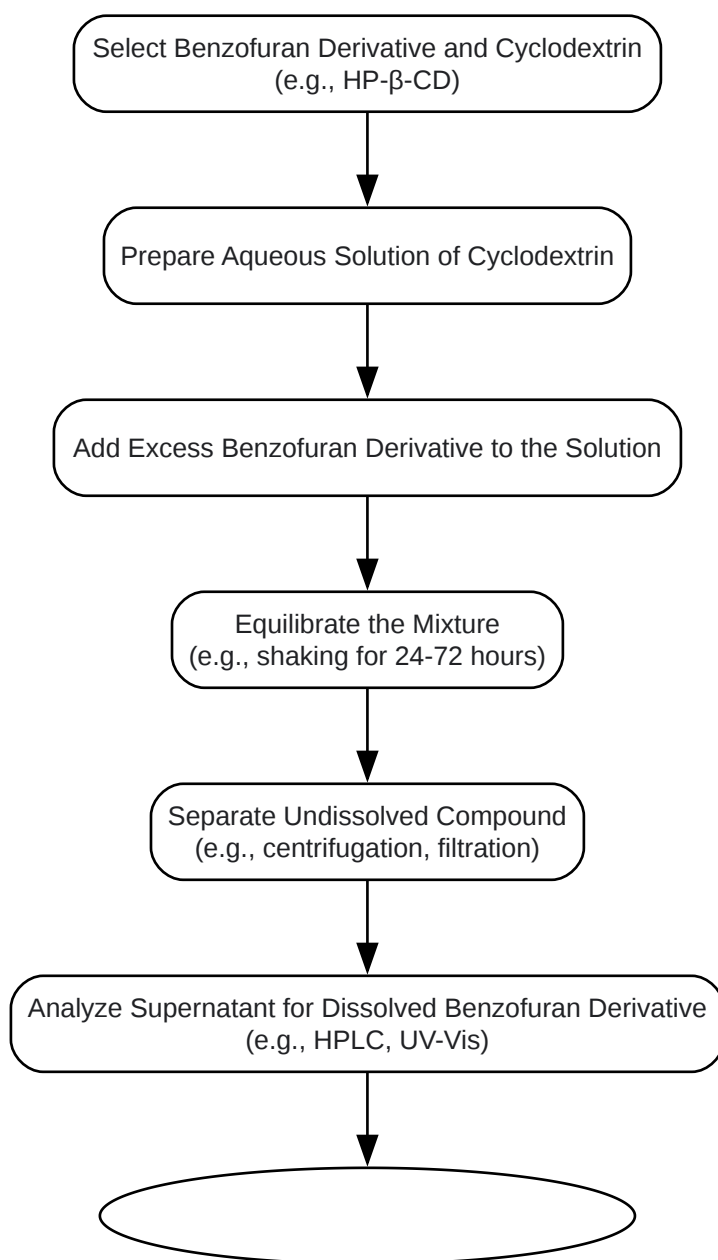 Select Benzofuran Derivative and Cyclodextrin
(e.g., HP-β-CD)
Prepare Aqueous Solution of Cyclodextrin
Add Excess Benzofuran Derivative to the Solution
Equilibrate the Mixture
(e.g., shaking for 24-72 hours)
Separate Undissolved Compound
(e.g., centrifugation, filtration)
Analyze Supernatant for Dissolved Benzofuran Derivative
(e.g., HPLC, UV-Vis)